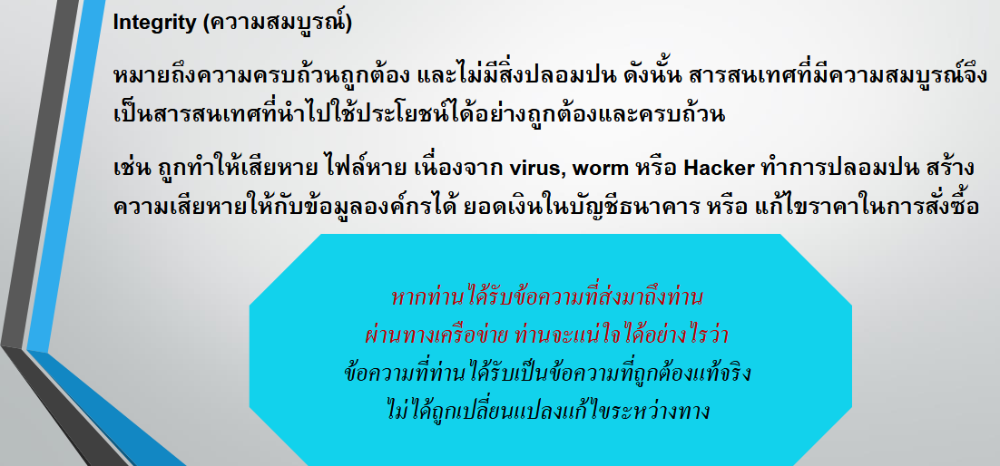 Integrity (ความสมบูรณ์)
หมายถึงความครบถ้วนถูกต้อง และไม่มีสิ่งปลอมปน ดังนั้น สารสนเทศที่มีความสมบูรณ์จึง
เป็นสารสนเทศที่นำไปใช้ประโยชน์ได้อย่างถูกต้องและครบถ้วน
เช่น ถูกทำให้เสียหาย ไฟล์หาย เนื่องจาก virus, worm หรือ Hacker ทำการปลอมปน สร้าง
ความเสียหายให้กับข้อมูลองค์กรได้ ยอดเงินในบัญชีธนาคาร หรือ แก้ไขราคาในการสั่งซื้อ
หากท่านได้รับข้อความที่ส่งมาถึงท่าน
ผ่านทางเครือข่าย ท่านจะแน่ใจได้อย่างไรว่า
ข้อความที่ท่านได้รับเป็นข้อความที่ถูกต้องแท้จริง
ไม่ได้ถูกเปลี่ยนแปลงแก้ไขระหว่างทาง